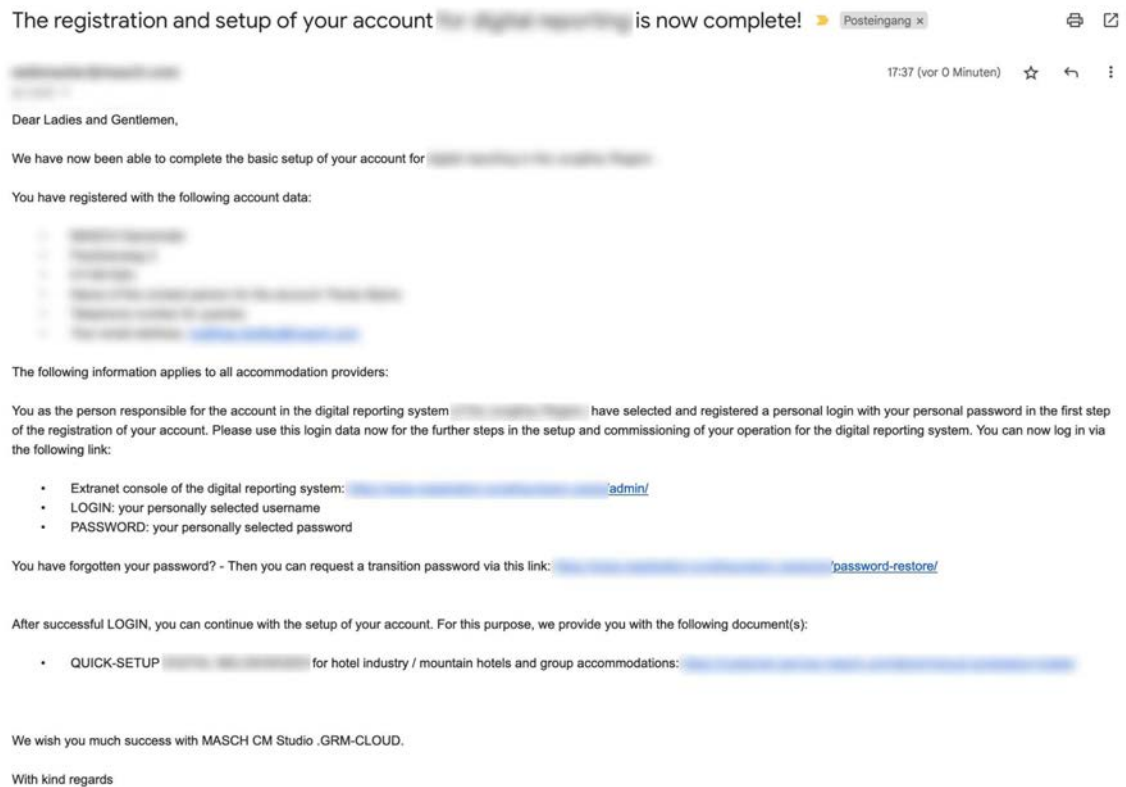 The registration and setup of your account is now complete! Posteingang ×
17:37 (vor 0 Minuten)
Dear Ladies and Gentlemen,
We have now been able to complete the basic setup of your account for
You have registered with the following account data:
The following information applies to all accommodation providers:
You as the person responsible for the account in the digital reporting system have selected and registered a personal login with your personal password in the first step
of the registration of your account. Please use this login data now for the further steps in the setup and commissioning of your operation for the digital reporting system. You can now log in via
the following link:
• Extranet console of the digital reporting system: /admin/
• LOGIN: your personally selected username
• PASSWORD: your personally selected password
You have forgotten your password? - Then you can request a transition password via this link: /password-restore/
After successful LOGIN, you can continue with the setup of your account. For this purpose, we provide you with the following document(s):
• QUICK-SETUP for hotel industry / mountain hotels and group accommodations:
We wish you much success with MASCH CM Studio .GRM-CLOUD.
With kind regards